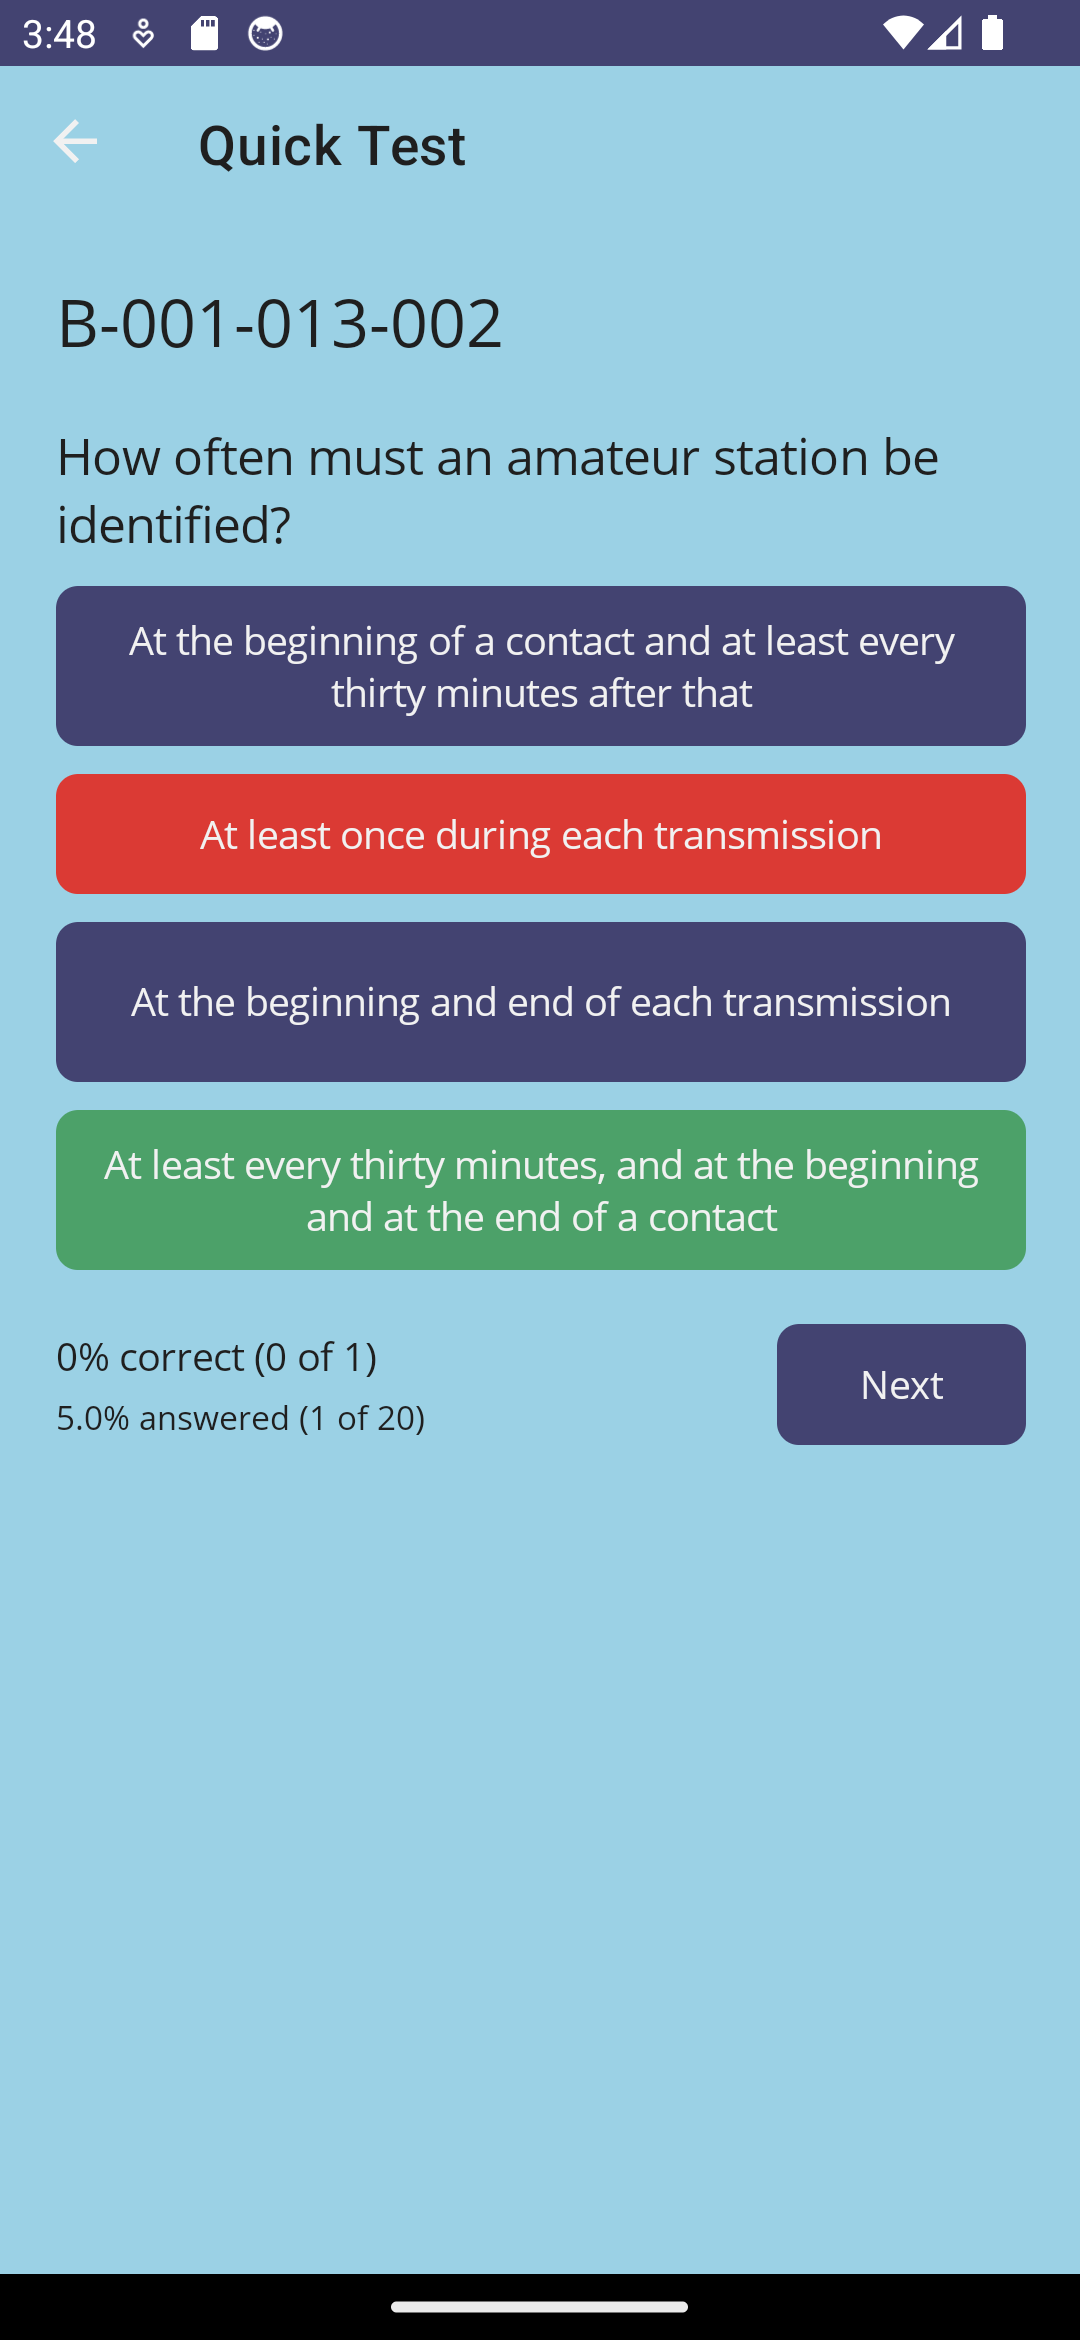 3:48
Quick Test
B-001-013-002
How often must an amateur station be
identified?
At the beginning of a contact and at least every
thirty minutes after that
At least once during each transmission
At the beginning and end of each transmission
At least every thirty minutes, and at the beginning
and at the end of a contact
0% correct (0 of 1)
5.0% answered (1 of 20)
Next